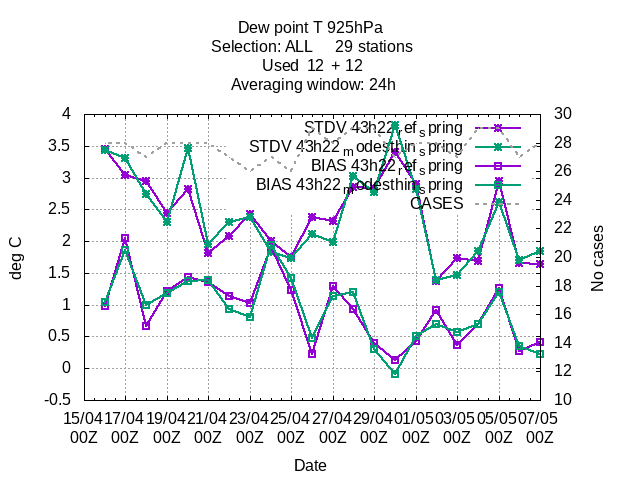 Dew point T 925hPa
Selection: ALL 29 stations
Used 12 + 12
Averaging window: 24h
4
3.5
3
2.5
2
1.5
1
0.5
0
-0.5
30
28
26
24
22
20
18
16
14
12
10
deg C
No cases
STDV 43h22_ref_spring
STDV 43h22_modesthin_spring
BIAS 43h22_ref_spring
BIAS 43h22_modesthin_spring
CASES
15/04 17/04 19/04 21/04 23/04 25/04 27/04 29/04 01/05 03/05 05/05 07/05
00Z 00Z 00Z 00Z 00Z 00Z 00Z 00Z 00Z 00Z 00Z 00Z
Date